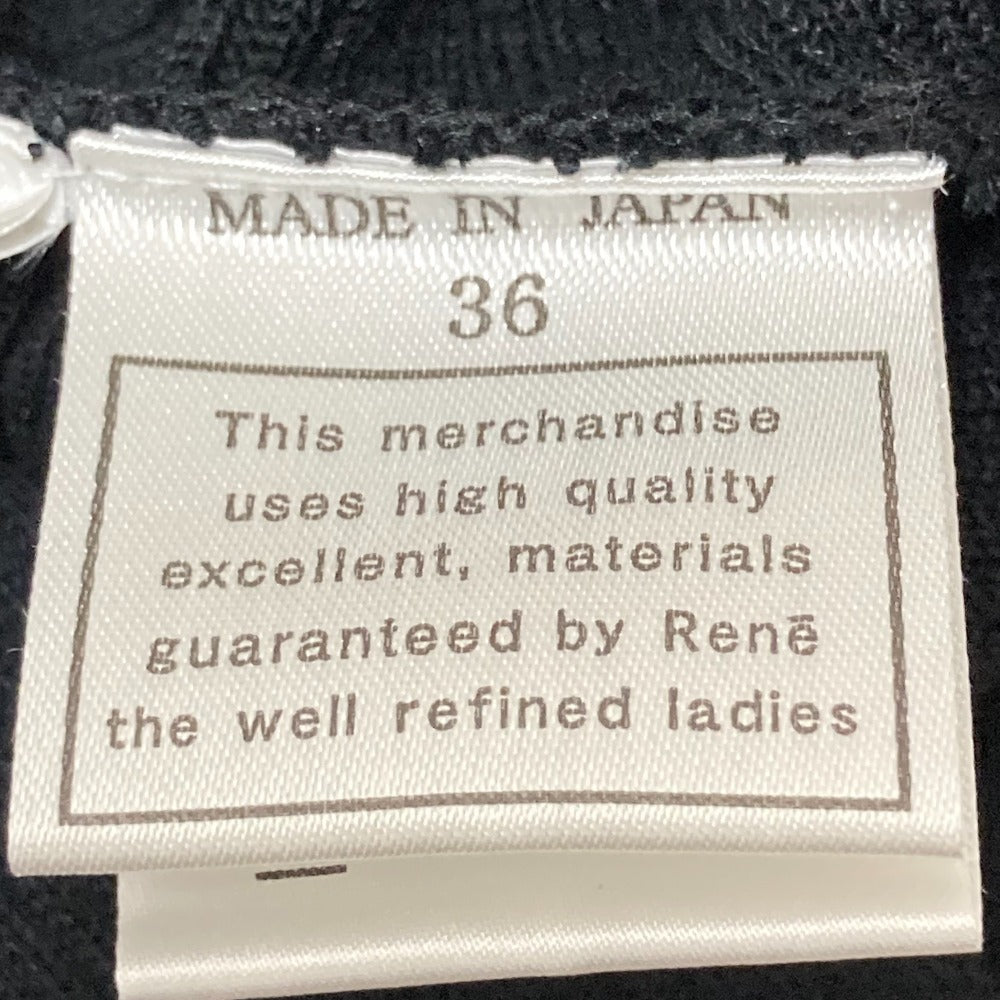 MADE IN JAPAN
36
This merchandise
uses high quality
excellent, materials
guaranteed by Renē
the well refined ladies